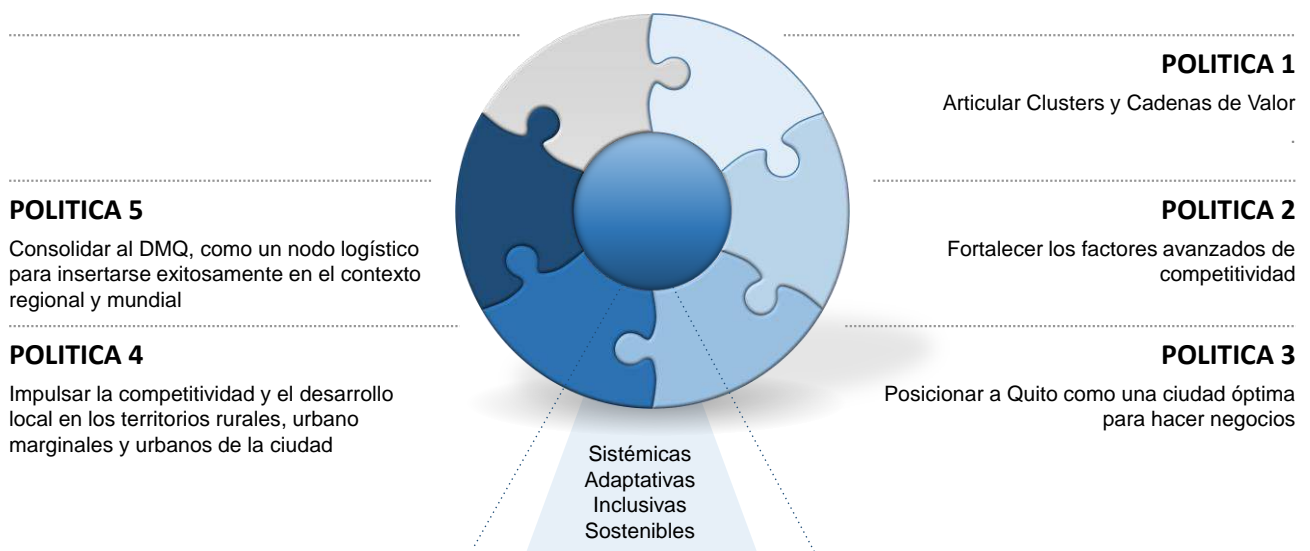 POLITICA 1
Articular Clusters y Cadenas de Valor
.
POLITICA 2
Fortalecer los factores avanzados de
competitividad
POLITICA 3
Posicionar a Quito como una ciudad óptima
para hacer negocios
POLITICA 5
Consolidar al DMQ, como un nodo logístico
para insertarse exitosamente en el contexto
regional y mundial
POLITICA 4
Impulsar la competitividad y el desarrollo
local en los territorios rurales, urbano
marginales y urbanos de la ciudad
Sistémicas
Adaptativas
Inclusivas
Sostenibles